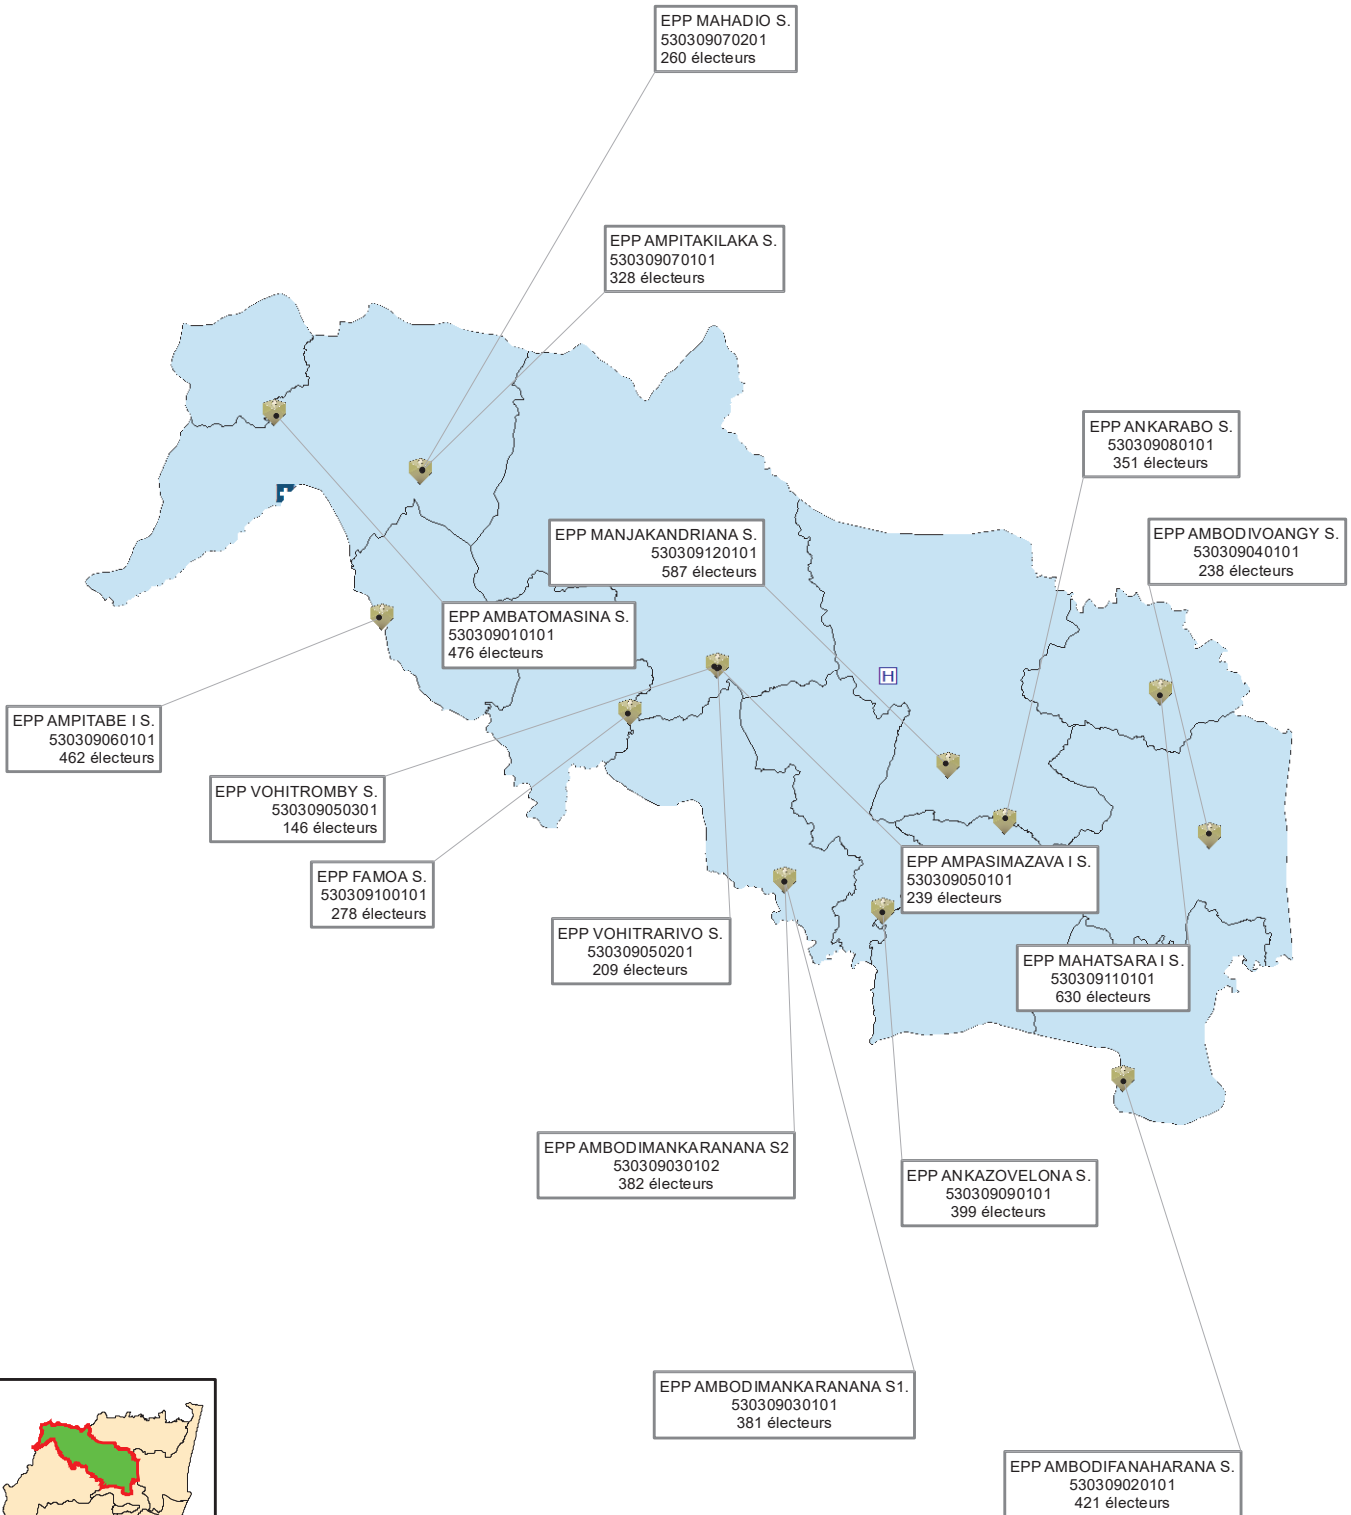 EPP MAHADIO S.
530309070201
260 électeurs
EPP AMPITAKILAKA S.
530309070101
328 électeurs
EPP ANKARABO S.
530309080101
351 électeurs
EPP MANJAKANDRIANA S.
530309120101
587 électeurs
EPP AMBODIVOANGY S.
530309040101
238 électeurs
EPP AMBATOMASINA S.
530309010101
476 électeurs
H
EPP AMPITABE I S.
530309060101
462 électeurs
EPP VOHITROMBY S.
530309050301
146 électeurs
EPP FAMOA S.
530309100101
278 électeurs
EPP AMPASIMAZAVA I S.
530309050101
239 électeurs
EPP VOHITRARIVO S.
530309050201
209 électeurs
EPP MAHATSARA I S.
530309110101
630 électeurs
EPP AMBODIMANKARANANA S2
530309030102
382 électeurs
EPP ANKAZOVELONA S.
530309090101
399 électeurs
EPP AMBODIMANKARANANA S1.
530309030101
381 électeurs
EPP AMBODIFANAHARANA S.
530309020101
421 électeurs